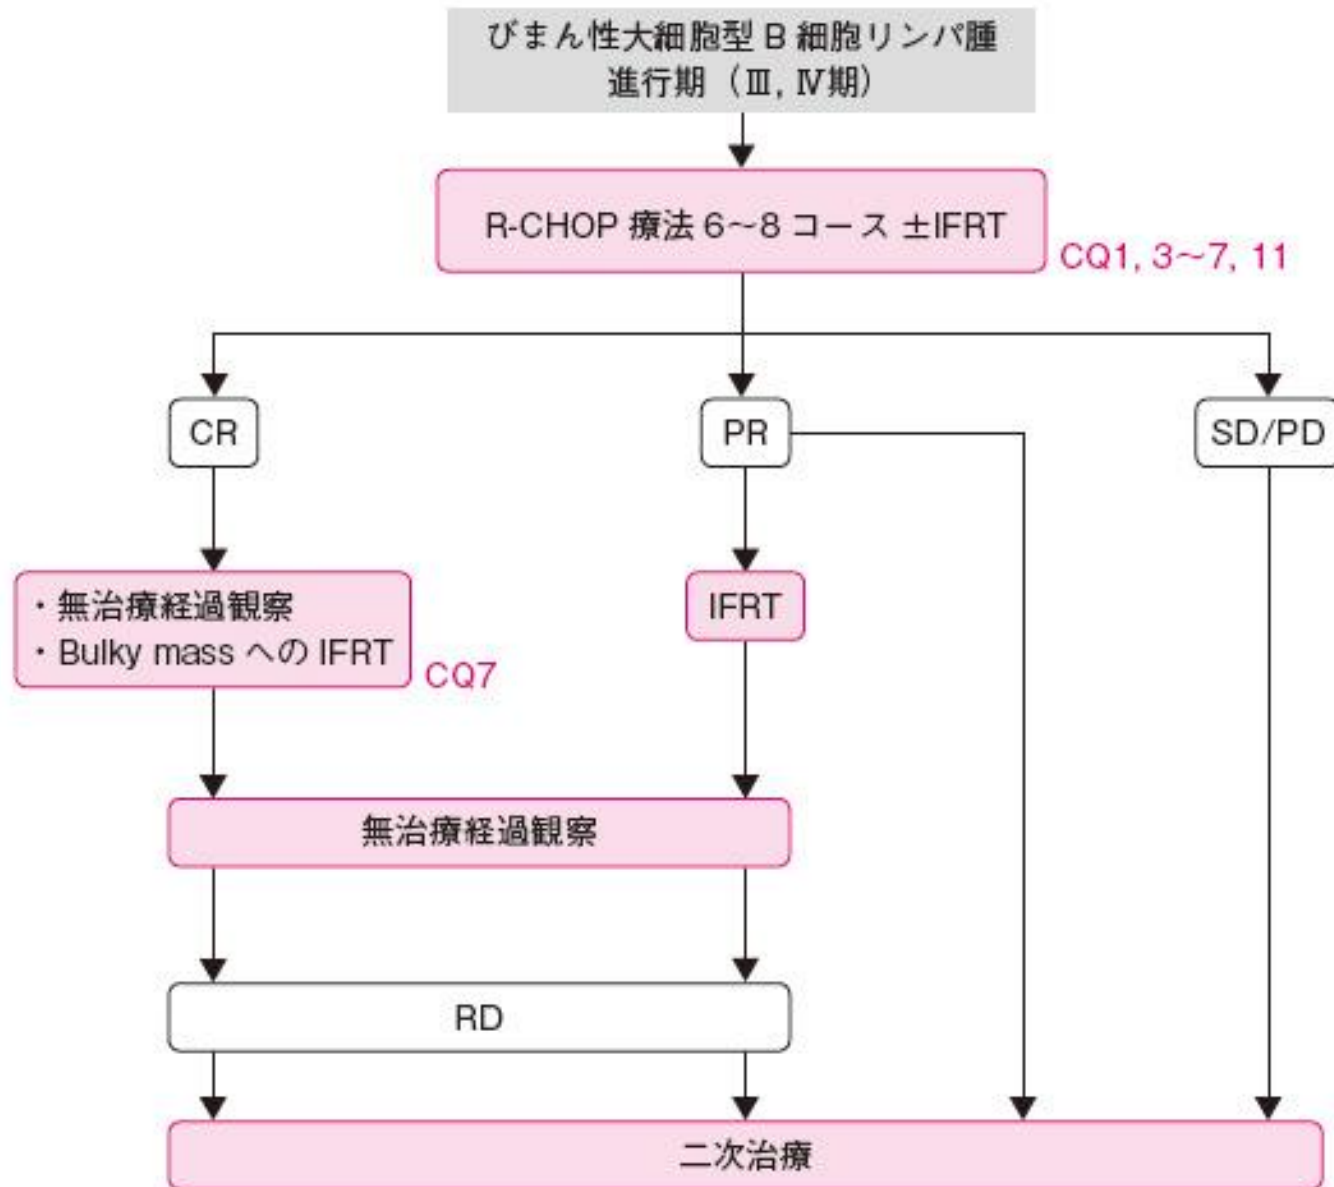 びまん性大細胞型 B 細胞リンパ腫
進行期（Ⅲ, Ⅳ期）
R-CHOP 療法 6〜8 コース ±IFRT
CQ1, 3〜7, 11
CR
PR
SD/PD
・無治療経過観察
・Bulky mass への IFRT
CQ7
IFRT
無治療経過観察
RD
二次治療